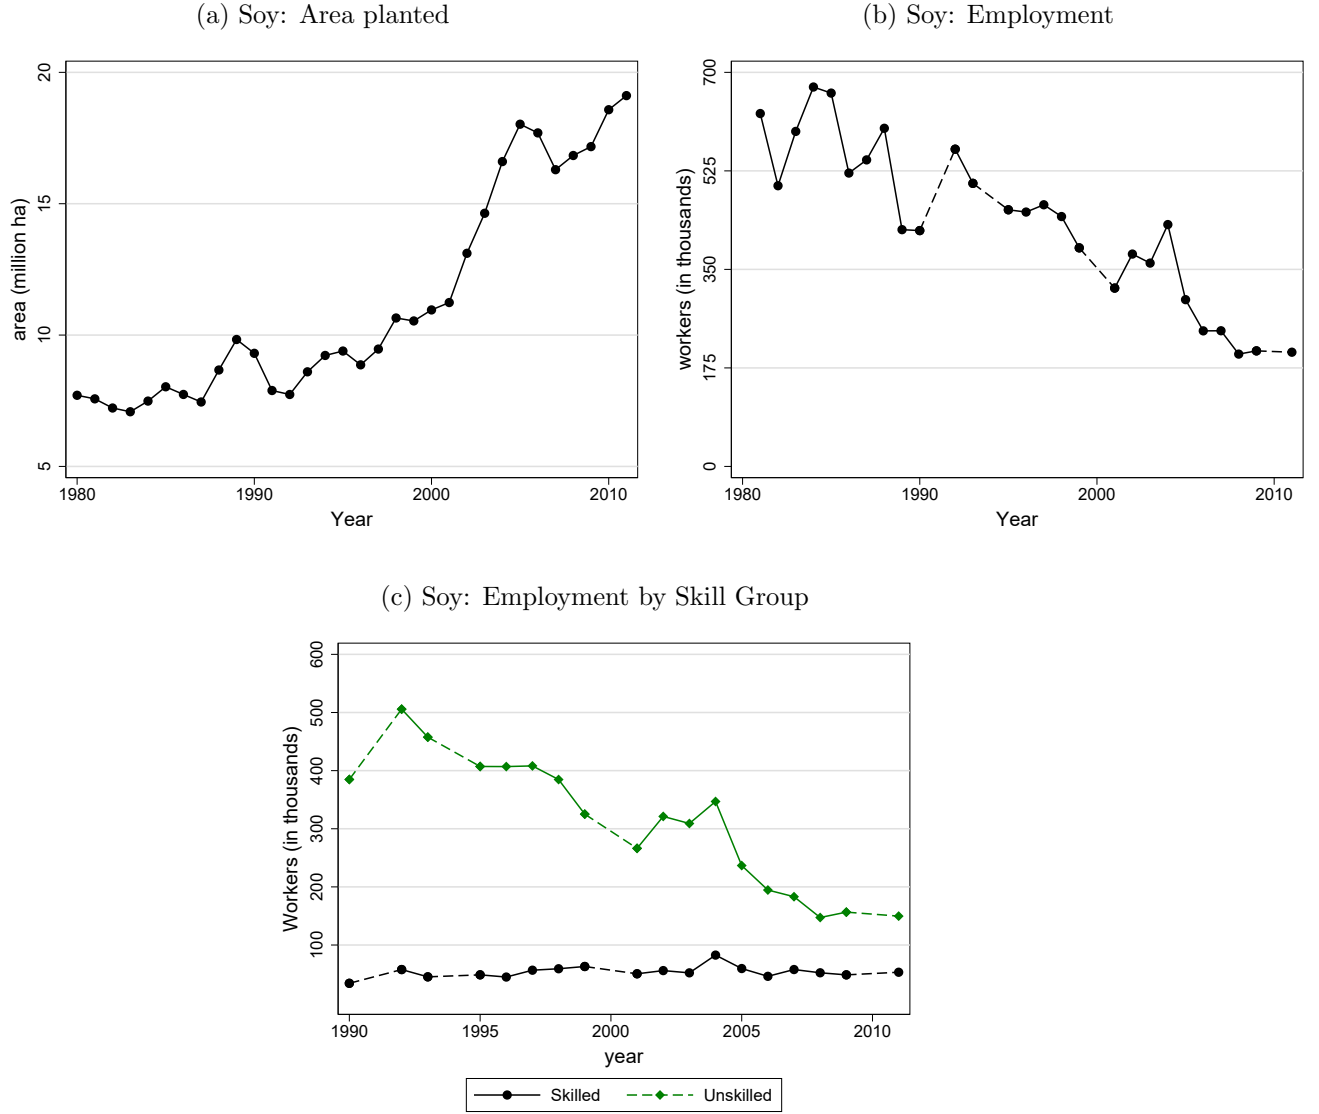 (a) Soy: Area planted
area (million ha)
20
15
10
5
1980 1990 2000 2010
Year
(b) Soy: Employment
workers (in thousands)
700
525
350
175
0
1980 1990 2000 2010
Year
(c) Soy: Employment by Skill Group
Workers (in thousands)
600
500
400
300
200
100
1990 1995 2000 2005 2010
year
Skilled Unskilled